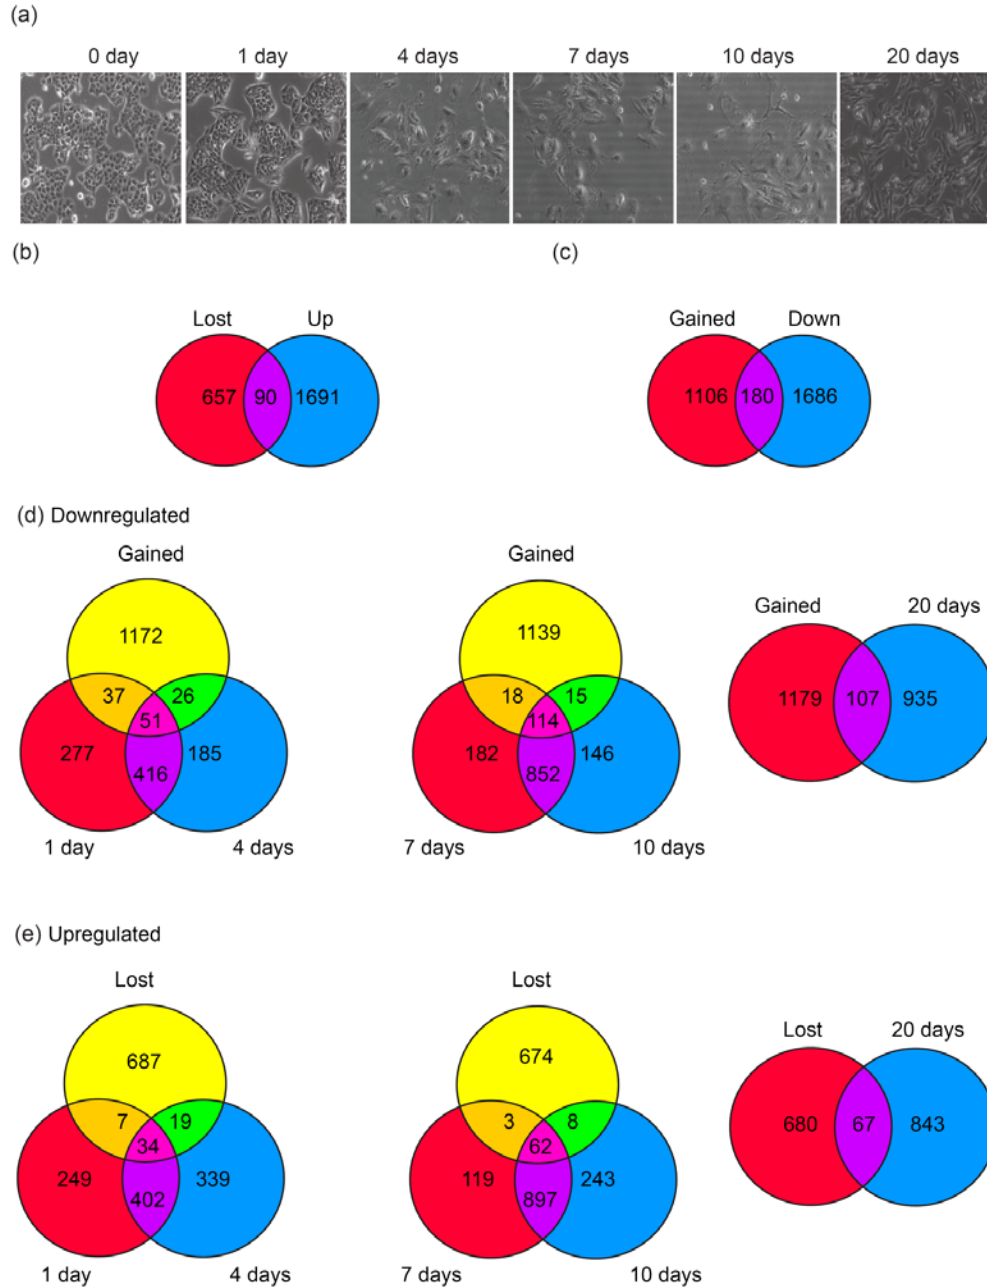 (a)
0 day 1 day 4 days 7 days 10 days 20 days
(b) (c)
Lost Up Gained Down
657 90 1691 1106 180 1686
(d) Downregulated
Gained Gained
Gained 20 days
1172 1139
37 26 18 15
51 114
1179 107 935
277 185 182 146
416 852
1 day 4 days 7 days 10 days
(e) Upregulated
Lost Lost
Lost 20 days
687 674
7 19 3 8
34 62
680 67 843
249 339 119 243
402 897
1 day 4 days 7 days 10 days